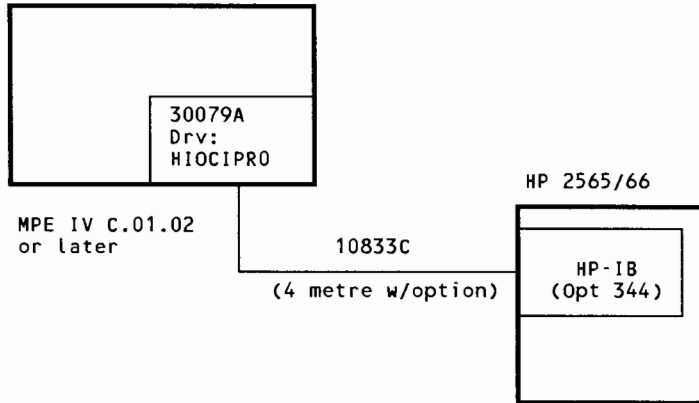 30079A
Drv:
HIOCIPRO
HP 2565/66
MPE IV C.01.02
or later
10833C
(4 metre w/option)
HP-IB
(Opt 344)